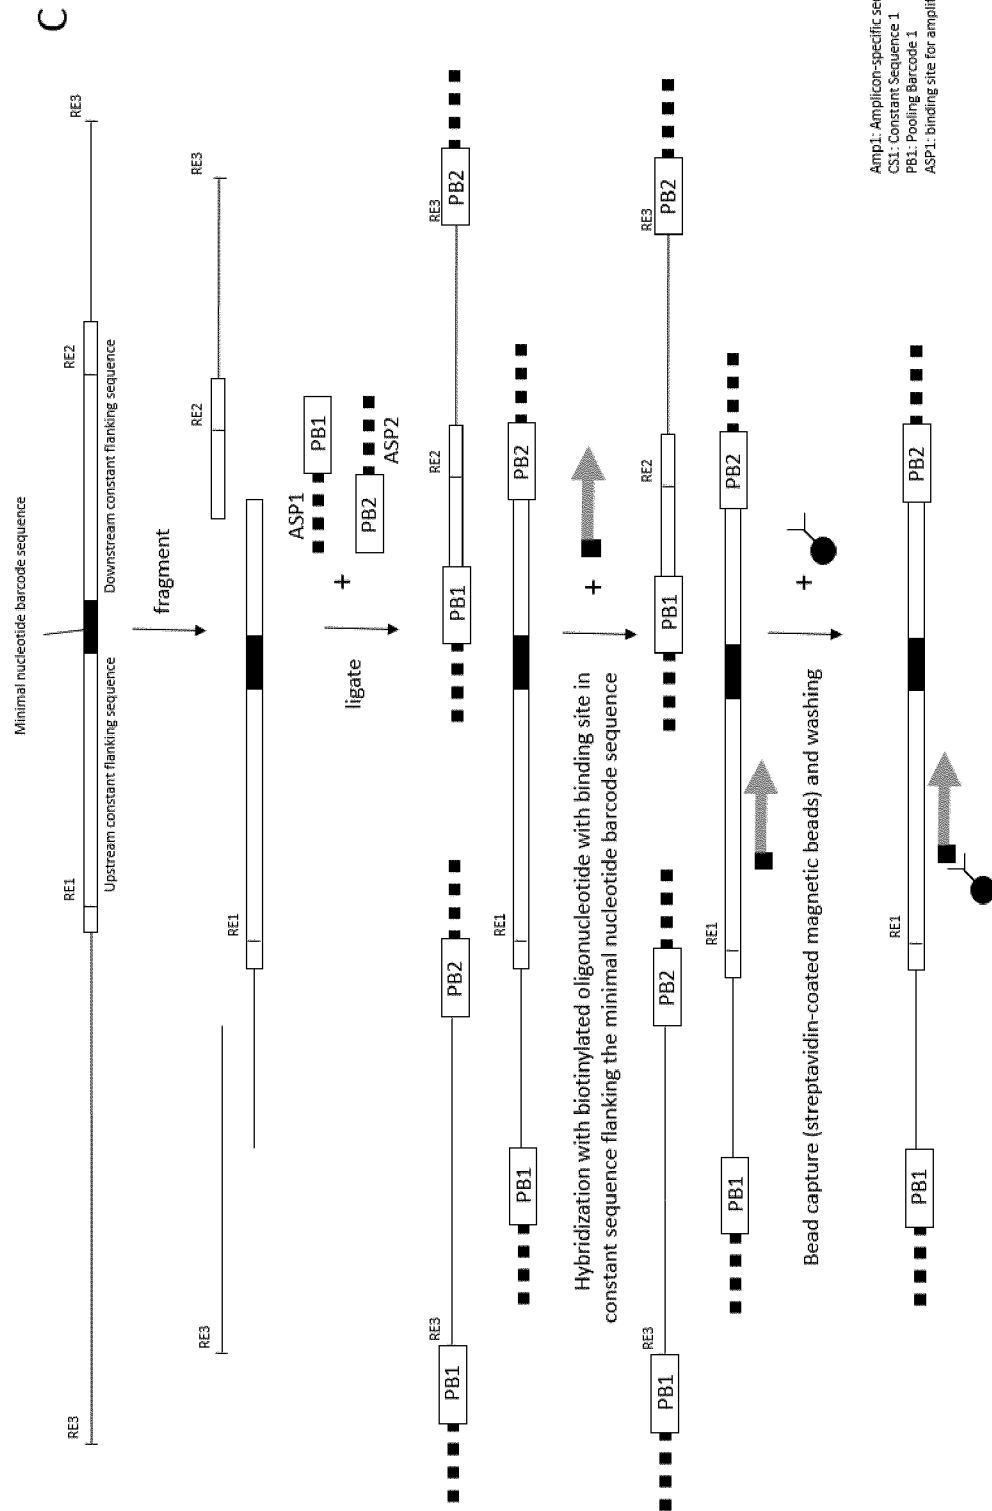 C
Minimal nucleotide barcode sequence
RE3
RE1
RE2
RE3
Upstream constant flanking sequence
Downstream constant flanking sequence
fragment
RE3
RE2
RE3
RE1
ligate
+
ASP1
PB1
PB2
ASP2
PB1
RE3
PB2
PB1
RE2
RE3
PB2
PB1
RE1
PB2
Hybridization with biotinylated oligonucleotide with binding site in
constant sequence flanking the minimal nucleotide barcode sequence
+
PB1
RE3
PB2
PB1
RE2
RE3
PB2
PB1
RE1
PB2
Bead capture (streptavidin-coated magnetic beads) and washing
+
PB1
RE1
PB2
Amp1: Amplicon-specific
CS1: Constant Sequence 1
PB1: Pooling Barcode 1
ASP1: binding site for